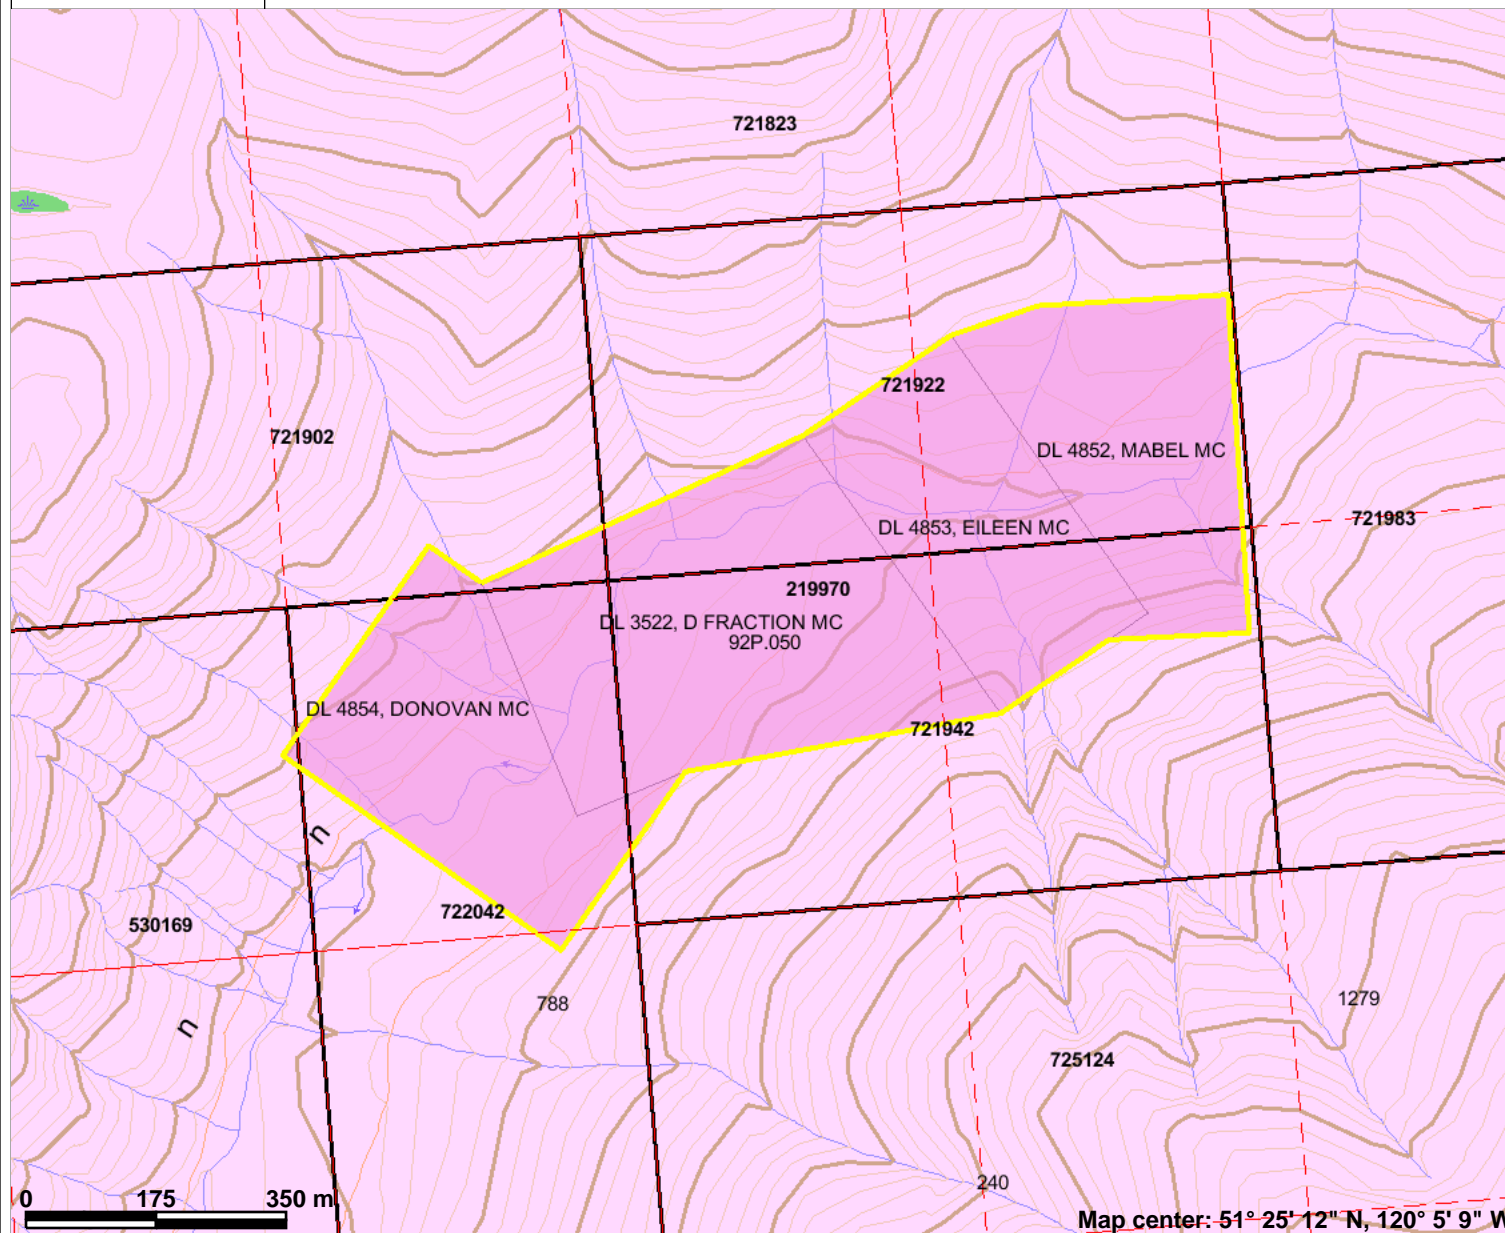 721823
721922
721902
DL 4852, MABEL MC
721983
DL 4853, EILEEN MC
219970
DL 3522, D FRACTION MC
92P.050
DL 4854, DONOVAN MC
721942
n
722042
530169
788
1279
n
725124
240
0 175 350 m
Map center: 51° 25' 12" N, 120° 5' 9" W